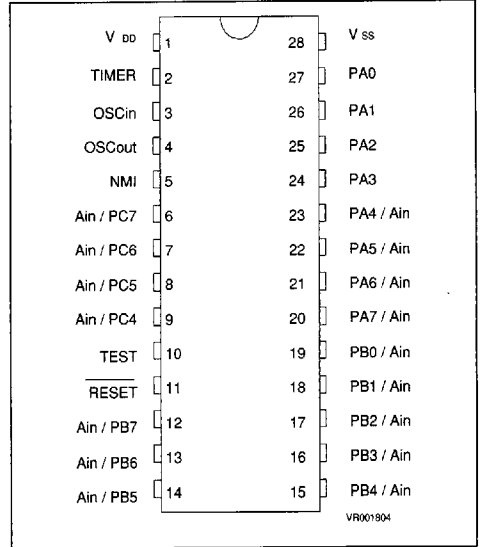 V DD 1 28 V SS
TIMER 2 27 PA0
OSCin 3 26 PA1
OSCout 4 25 PA2
NMI 5 24 PA3
Ain / PC7 6 23 PA4 / Ain
Ain / PC6 7 22 PA5 / Ain
Ain / PC5 8 21 PA6 / Ain
Ain / PC4 9 20 PA7 / Ain
TEST 10 19 PB0 / Ain
RESET 11 18 PB1 / Ain
Ain / PB7 12 17 PB2 / Ain
Ain / PB6 13 16 PB3 / Ain
Ain / PB5 14 15 PB4 / Ain
VR001804